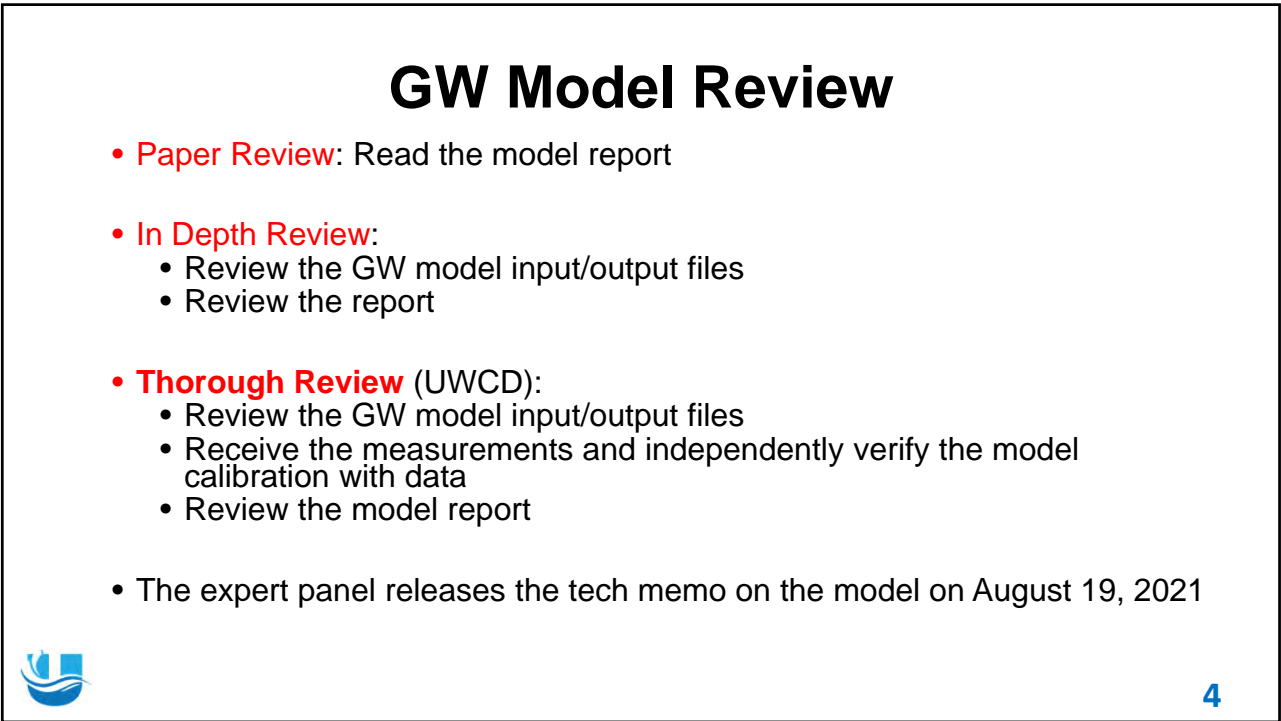 GW Model Review
• Paper Review: Read the model report
• In Depth Review:
• Review the GW model input/output files
• Review the report
• Thorough Review (UWCD):
• Review the GW model input/output files
• Receive the measurements and independently verify the model
calibration with data
• Review the model report
• The expert panel releases the tech memo on the model on August 19, 2021
4